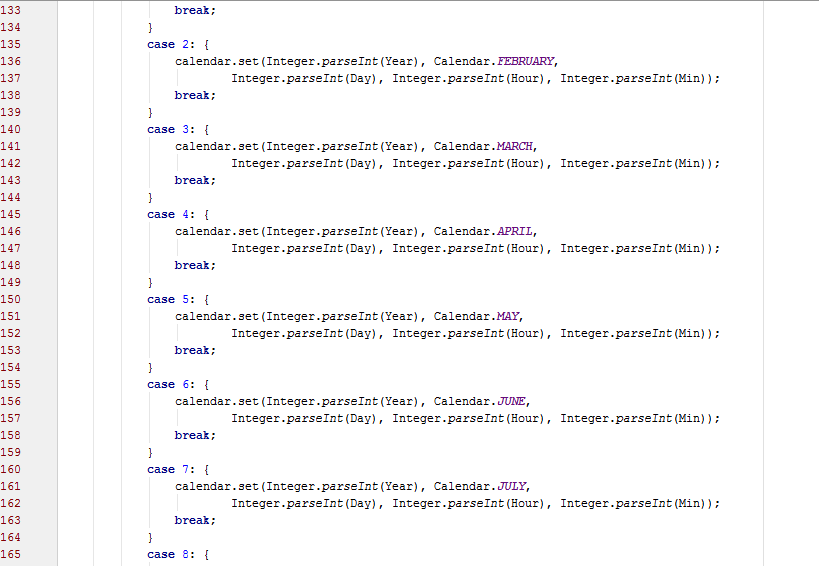 133 break;
134 }
135 case 2: {
136 calendar.set(Integer.parseInt(Year), Calendar.FEBRUARY,
137 Integer.parseInt(Day), Integer.parseInt(Hour), Integer.parseInt(Min));
138 break;
139 }
140 case 3: {
141 calendar.set(Integer.parseInt(Year), Calendar.MARCH,
142 Integer.parseInt(Day), Integer.parseInt(Hour), Integer.parseInt(Min));
143 break;
144 }
145 case 4: {
146 calendar.set(Integer.parseInt(Year), Calendar.APRIL,
147 Integer.parseInt(Day), Integer.parseInt(Hour), Integer.parseInt(Min));
148 break;
149 }
150 case 5: {
151 calendar.set(Integer.parseInt(Year), Calendar.MAY,
152 Integer.parseInt(Day), Integer.parseInt(Hour), Integer.parseInt(Min));
153 break;
154 }
155 case 6: {
156 calendar.set(Integer.parseInt(Year), Calendar.JUNE,
157 Integer.parseInt(Day), Integer.parseInt(Hour), Integer.parseInt(Min));
158 break;
159 }
160 case 7: {
161 calendar.set(Integer.parseInt(Year), Calendar.JULY,
162 Integer.parseInt(Day), Integer.parseInt(Hour), Integer.parseInt(Min));
163 break;
164 }
165 case 8: {